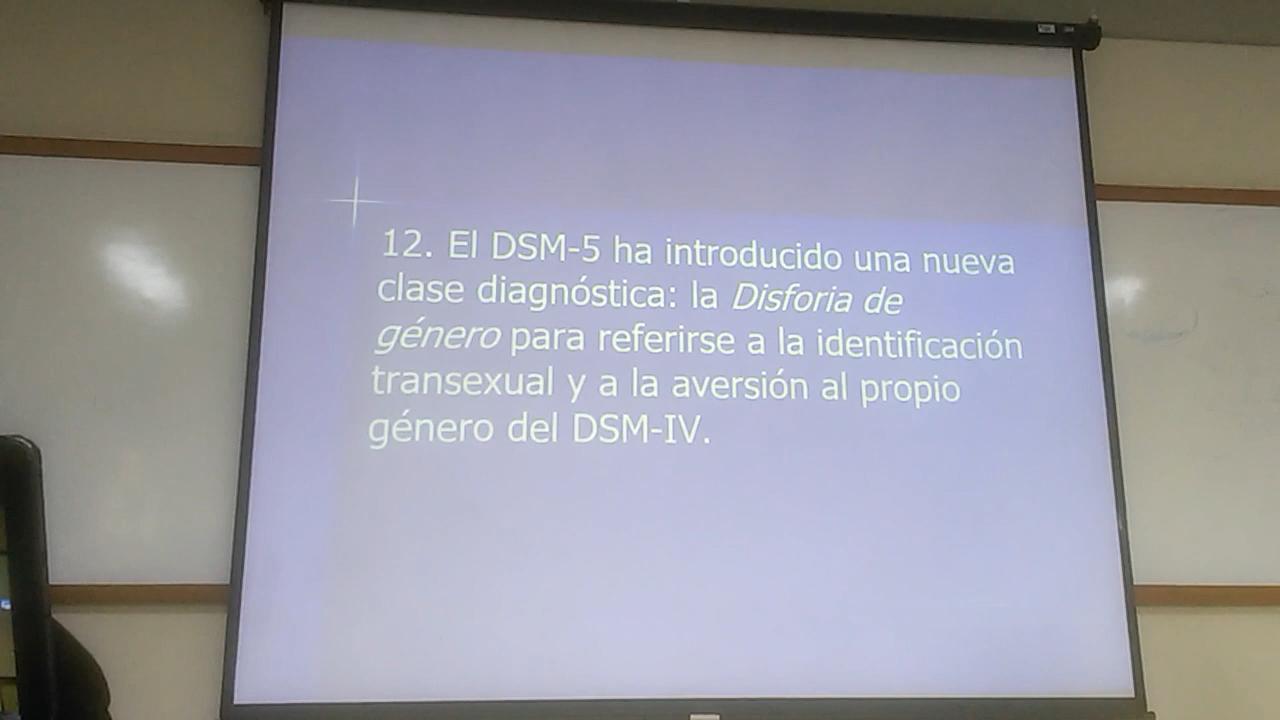 12. El DSM-5 ha introducido una nueva
clase diagnóstica: la Disforia de
género para referirse a la identificación
transexual y a la aversión al propio
género del DSM-IV.